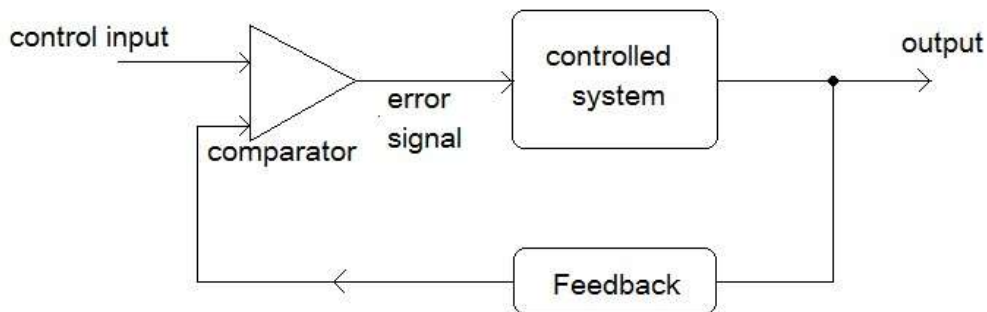 control input
comparator
error
signal
controlled
system
output
Feedback